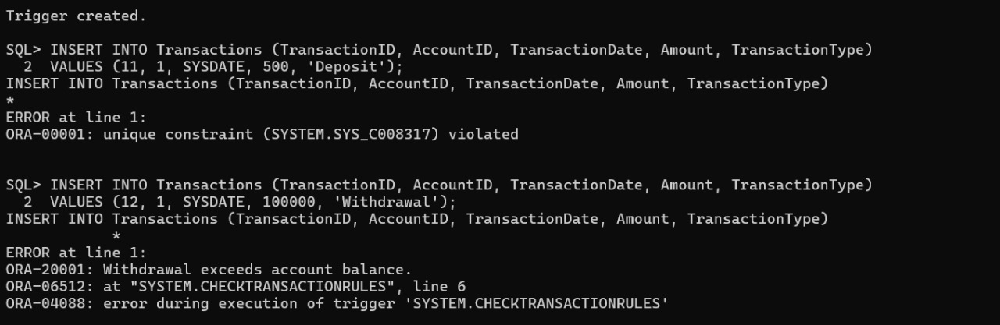 Trigger created.
SQL> INSERT INTO Transactions (TransactionID, AccountID, TransactionDate, Amount, TransactionType)
  2  VALUES (11, 1, SYSDATE, 500, 'Deposit');
INSERT INTO Transactions (TransactionID, AccountID, TransactionDate, Amount, TransactionType)
*
ERROR at line 1:
ORA-00001: unique constraint (SYSTEM.SYS_C008317) violated
SQL> INSERT INTO Transactions (TransactionID, AccountID, TransactionDate, Amount, TransactionType)
  2  VALUES (12, 1, SYSDATE, 100000, 'Withdrawal');
INSERT INTO Transactions (TransactionID, AccountID, TransactionDate, Amount, TransactionType)
            *
ERROR at line 1:
ORA-20001: Withdrawal exceeds account balance.
ORA-06512: at "SYSTEM.CHECKTRANSACTIONRULES", line 6
ORA-04088: error during execution of trigger 'SYSTEM.CHECKTRANSACTIONRULES'